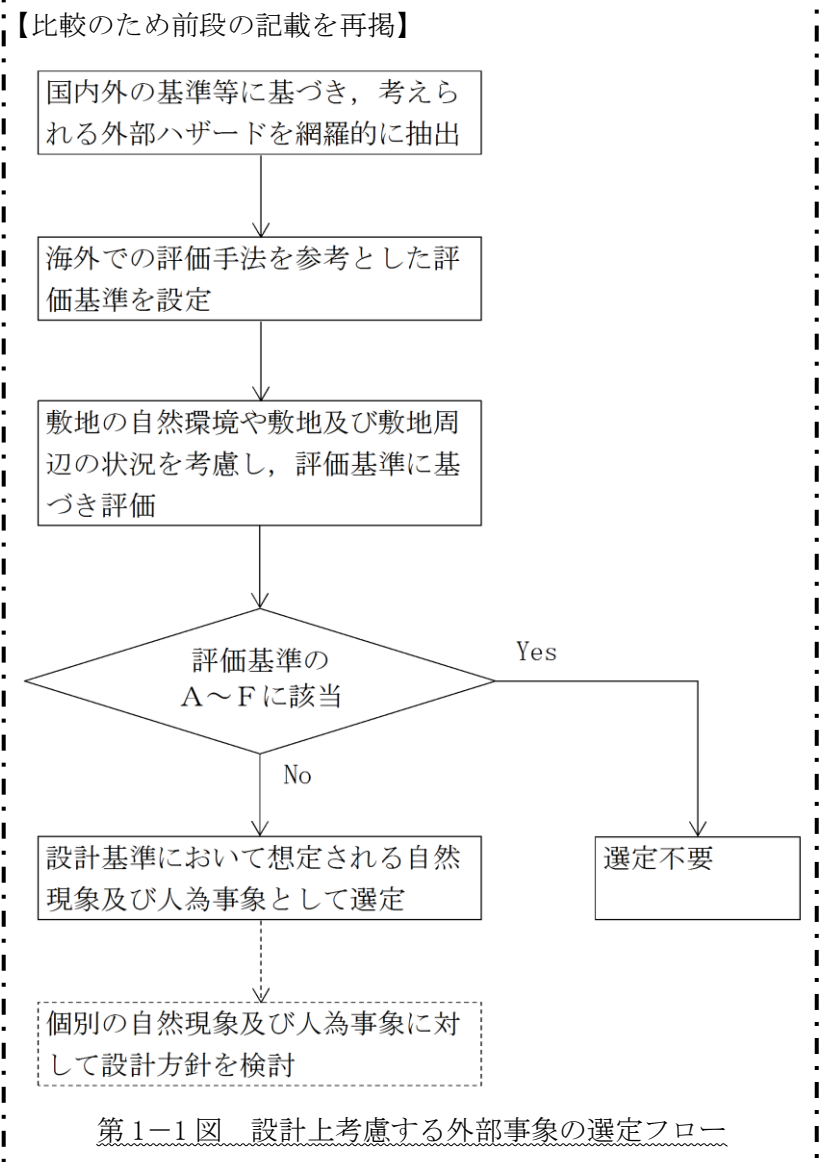 【比較のため前段の記載を再掲】
国内外の基準等に基づき，考えら
れる外部ハザードを網羅的に抽出
海外での評価手法を参考とした評
価基準を設定
敷地の自然環境や敷地及び敷地周
辺の状況を考慮し，評価基準に基
づき評価
評価基準の
Ａ～Ｆに該当
Yes
No
設計基準において想定される自然
現象及び人為事象として選定
選定不要
個別の自然現象及び人為事象に対
して設計方針を検討
第 1－1 図　設計上考慮する外部事象の選定フロー